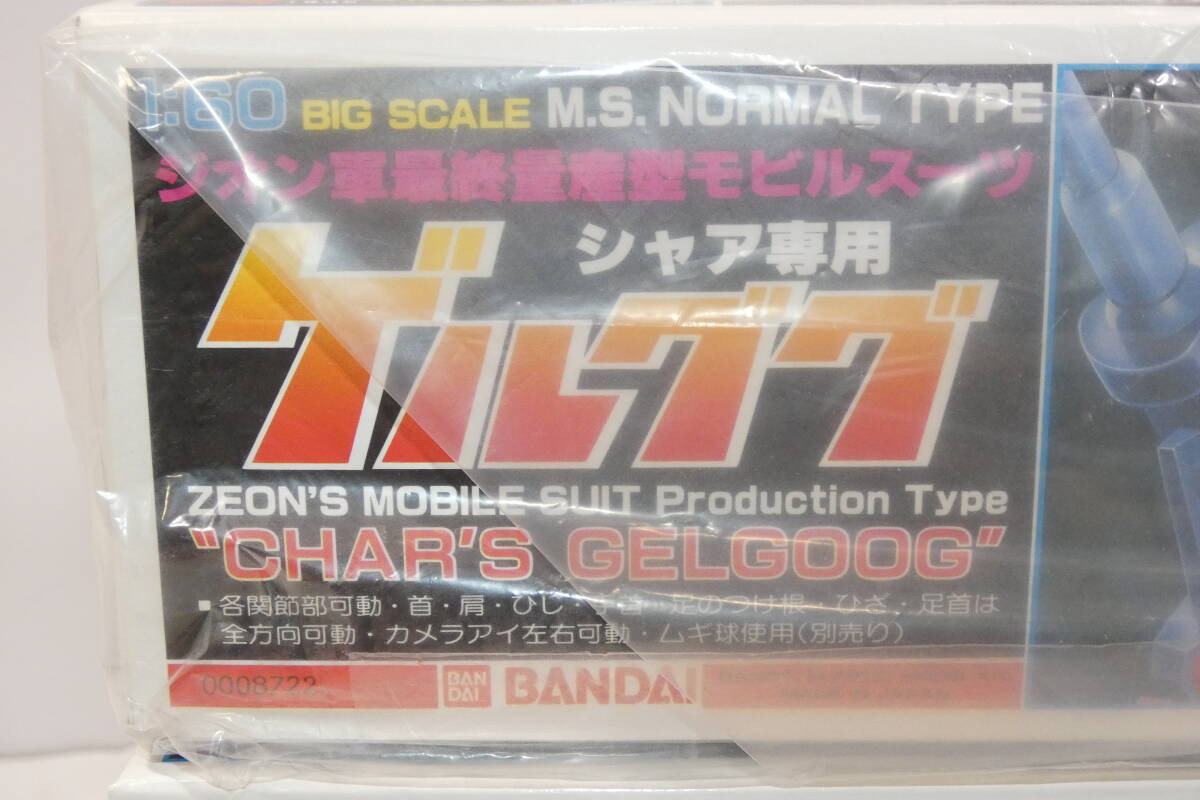 1:60 BIG SCALE M.S. NORMAL TYPE
ジオン軍最終量産型モビルスーツ
シャア専用
ゲルググ
ZEON'S MOBILE SUIT Production Type
"CHAR'S GELGOOG"
■各関節部可動・首・肩・ひじ・手首・足のつけ根・ひざ・足首は
全方向可動・カメラアイ左右可動・ムギ球使用(別売り)
0008722 BAN DAI BANDAI